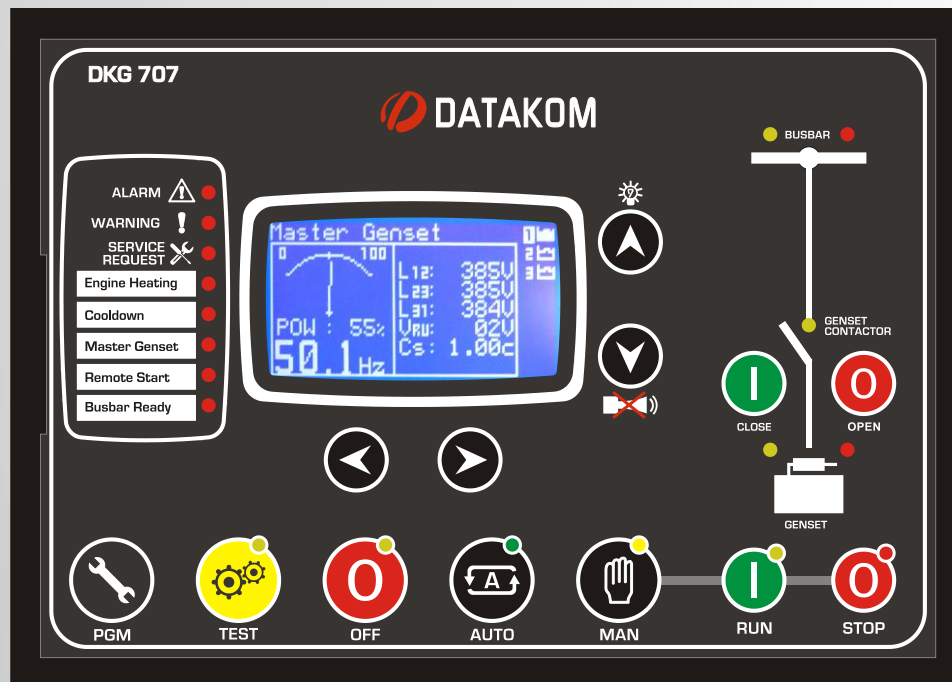 DKG 707
DATAKOM
BUSBAR
ALARM
WARNING !
SERVICE
REQUEST
Engine Heating
Cooldown
Master Genset
Remote Start
Busbar Ready
Master Genset
0 100
POW : 55%
50.1Hz
L12: 385V
L23: 385V
L31: 384V
VRU: 02V
Cs: 1.00c
1
2
3
GENSET
CONTACTOR
I
CLOSE
O
OPEN
GENSET
PGM
TEST
O
OFF
A
AUTO
MAN
I
RUN
O
STOP